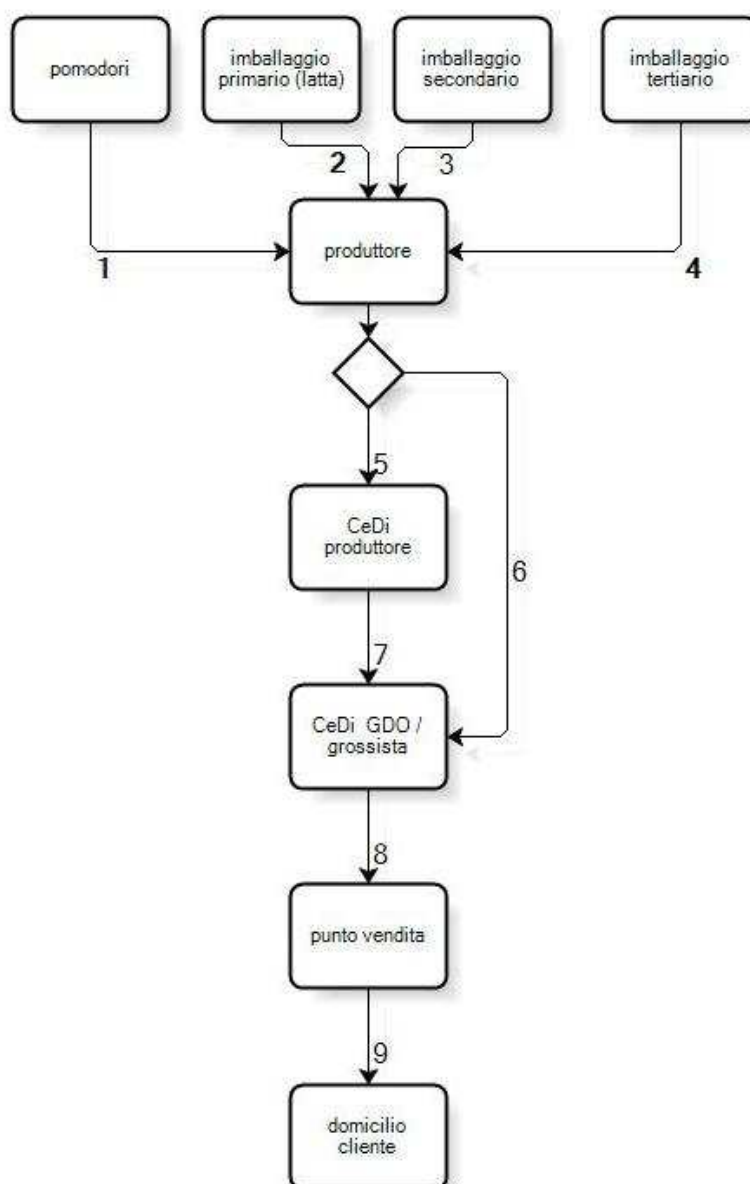 pomodori
imballaggio
primario (latta)
imballaggio
secondario
imballaggio
tertiario
2
3
produttore
1
4
5
CeDi
produttore
6
7
CeDi GDO /
grossista
8
punto vendita
9
domicilio
cliente